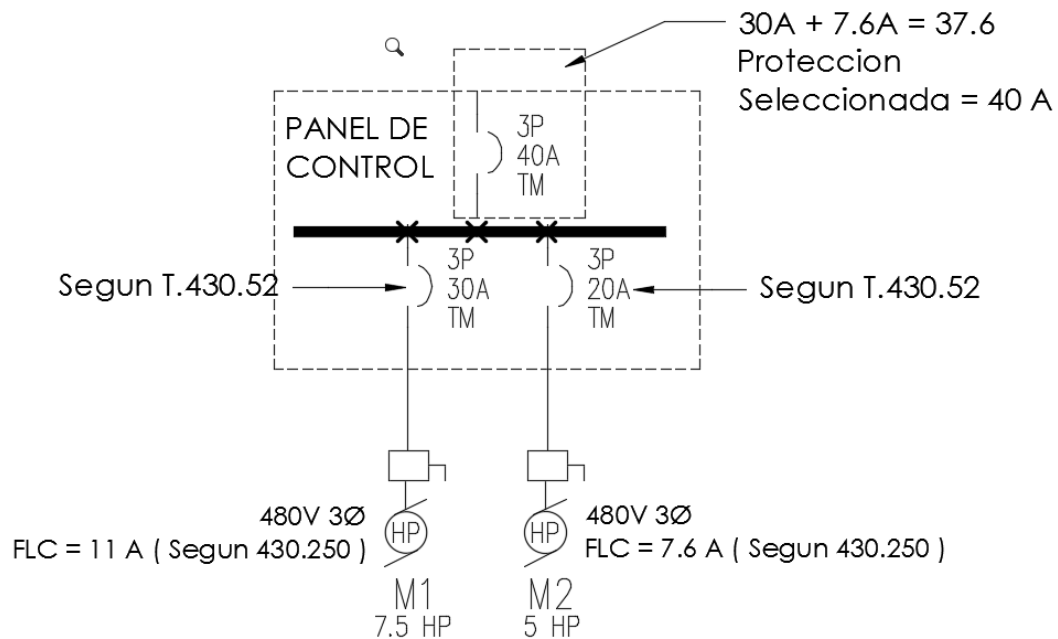 30A + 7.6A = 37.6
Proteccion
Seleccionada = 40 A
PANEL DE
CONTROL
3P
40A
TM
Segun T.430.52
3P
30A
TM
3P
20A
TM
Segun T.430.52
480V 3Ø
FLC = 11 A ( Segun 430.250 )
HP
M1
7.5 HP
HP
480V 3Ø
FLC = 7.6 A ( Segun 430.250 )
M2
5 HP